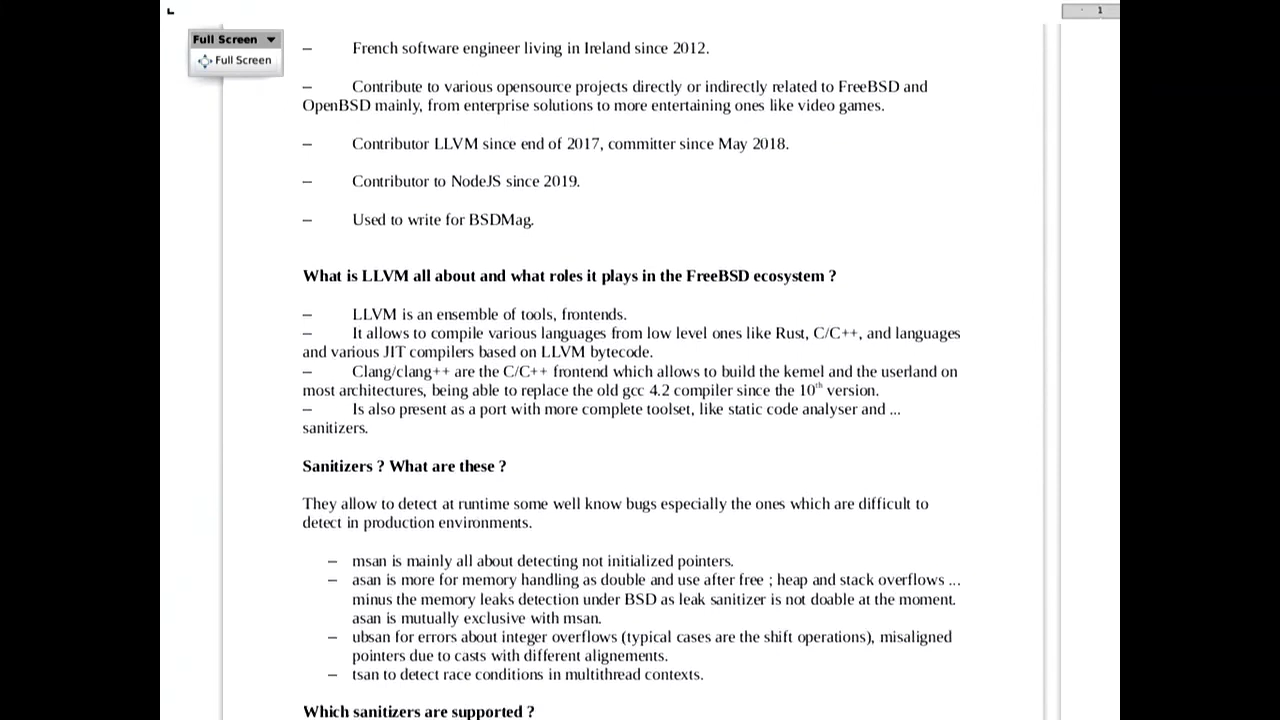 1
Full Screen
Full Screen
– French software engineer living in Ireland since 2012.
– Contribute to various opensource projects directly or indirectly related to FreeBSD and
OpenBSD mainly, from enterprise solutions to more entertaining ones like video games.
– Contributor LLVM since end of 2017, committer since May 2018.
– Contributor to NodeJS since 2019.
– Used to write for BSDMag.
What is LLVM all about and what roles it plays in the FreeBSD ecosystem ?
– LLVM is an ensemble of tools, frontends.
– It allows to compile various languages from low level ones like Rust, C/C++, and languages
and various JIT compilers based on LLVM bytecode.
– Clang/clang++ are the C/C++ frontend which allows to build the kernel and the userland on
most architectures, being able to replace the old gcc 4.2 compiler since the 10th version.
– Is also present as a port with more complete toolset, like static code analyser and ...
sanitizers.
Sanitizers ? What are these ?
They allow to detect at runtime some well know bugs especially the ones which are difficult to
detect in production environments.
– msan is mainly all about detecting not initialized pointers.
– asan is more for memory handling as double and use after free ; heap and stack overflows ...
minus the memory leaks detection under BSD as leak sanitizer is not doable at the moment.
asan is mutually exclusive with msan.
– ubsan for errors about integer overflows (typical cases are the shift operations), misaligned
pointers due to casts with different alignements.
– tsan to detect race conditions in multithread contexts.
Which sanitizers are supported ?